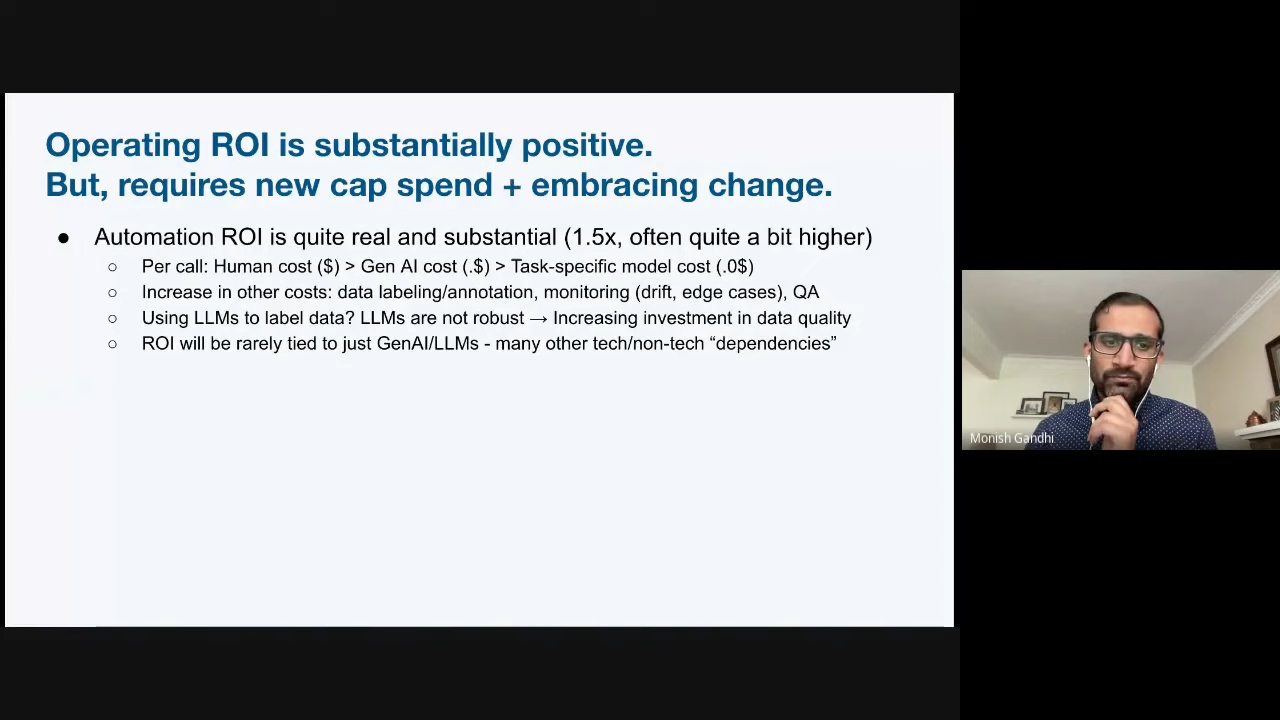 Operating ROI is substantially positive.
But, requires new cap spend + embracing change.
● Automation ROI is quite real and substantial (1.5x, often quite a bit higher)
○ Per call: Human cost ($) > Gen AI cost (.$) > Task-specific model cost (.0$)
○ Increase in other costs: data labeling/annotation, monitoring (drift, edge cases), QA
○ Using LLMs to label data? LLMs are not robust → Increasing investment in data quality
○ ROI will be rarely tied to just GenAI/LLMs - many other tech/non-tech “dependencies”
Monish Gandhi